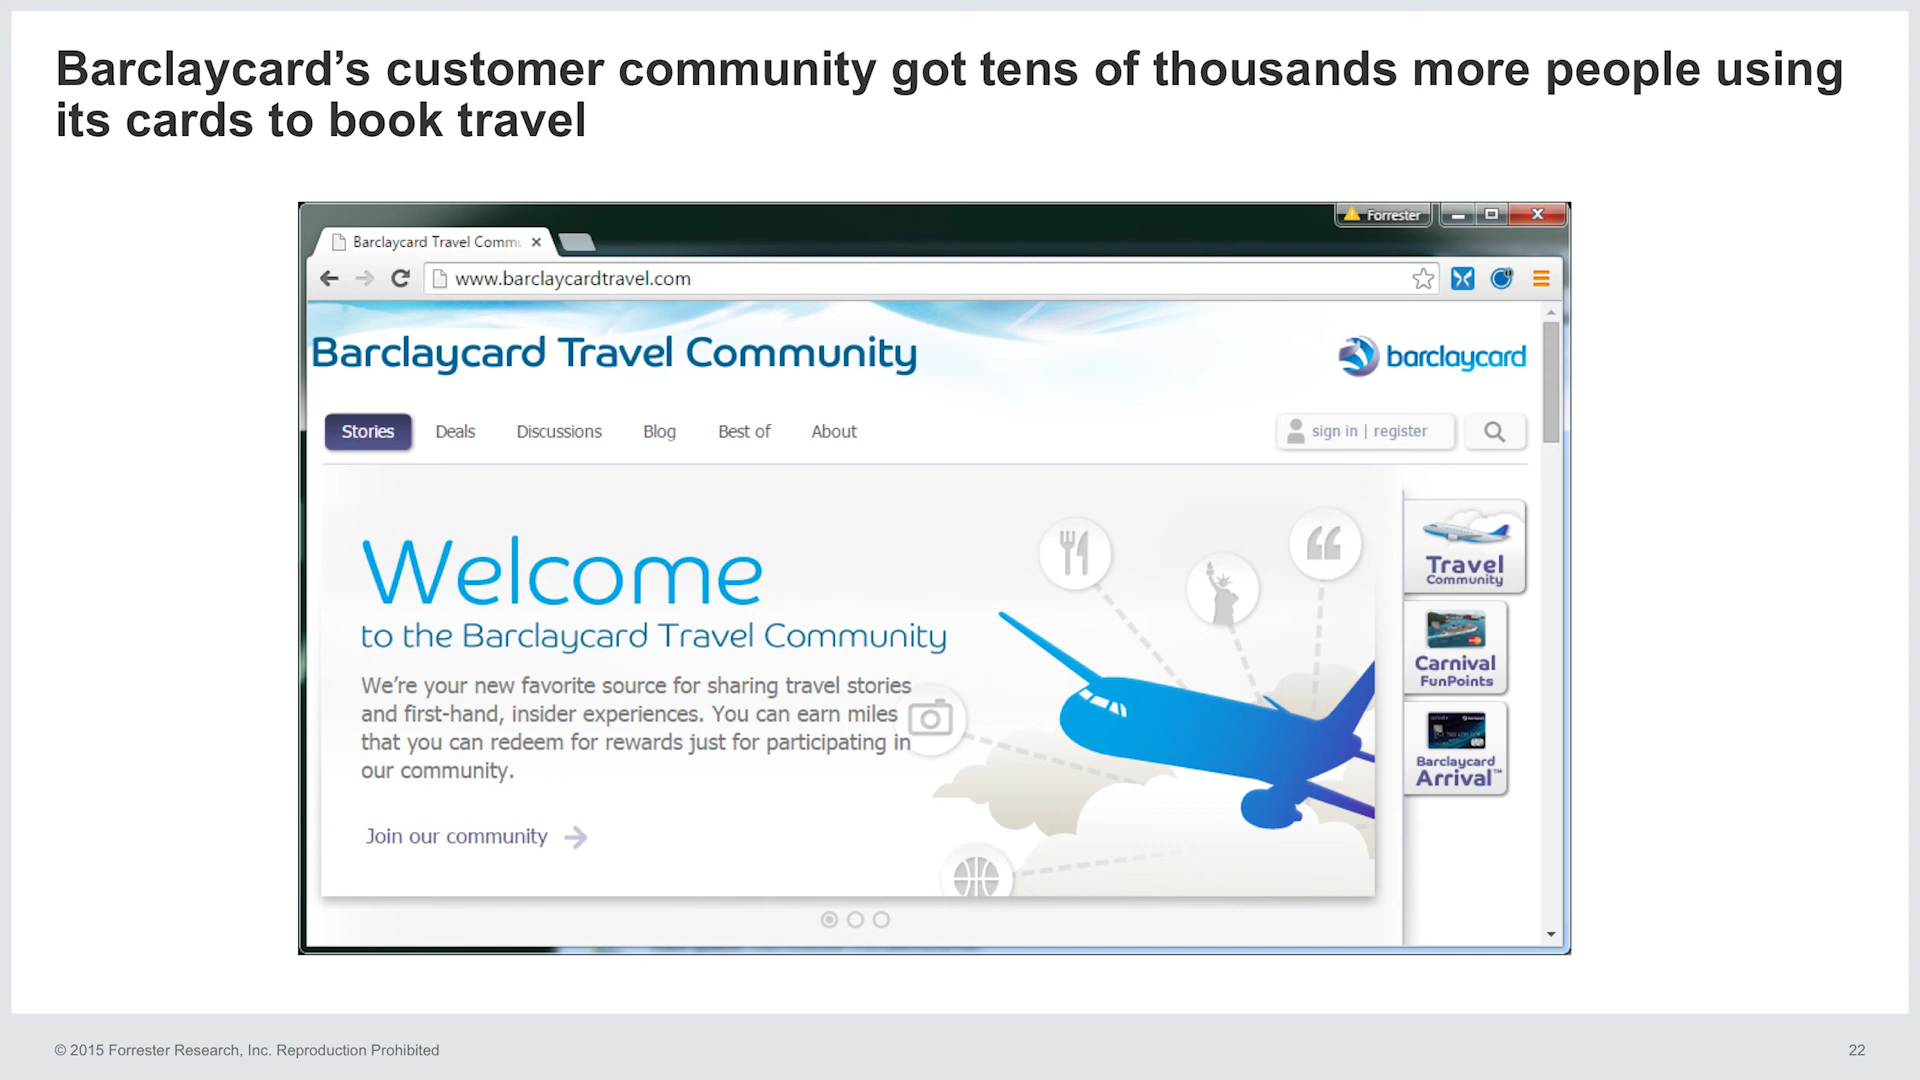 Barclaycard’s customer community got tens of thousands more people using
its cards to book travel
Forrester
Barclaycard Travel Commu
www.barclaycardtravel.com
Barclaycard Travel Community
barclaycard
Stories Deals Discussions Blog Best of About sign in | register
Welcome
to the Barclaycard Travel Community
We’re your new favorite source for sharing travel stories
and first-hand, insider experiences. You can earn miles
that you can redeem for rewards just for participating in
our community.
Join our community
Travel
Community
Carnival
FunPoints
Barclaycard
Arrival™
© 2015 Forrester Research, Inc. Reproduction Prohibited
22